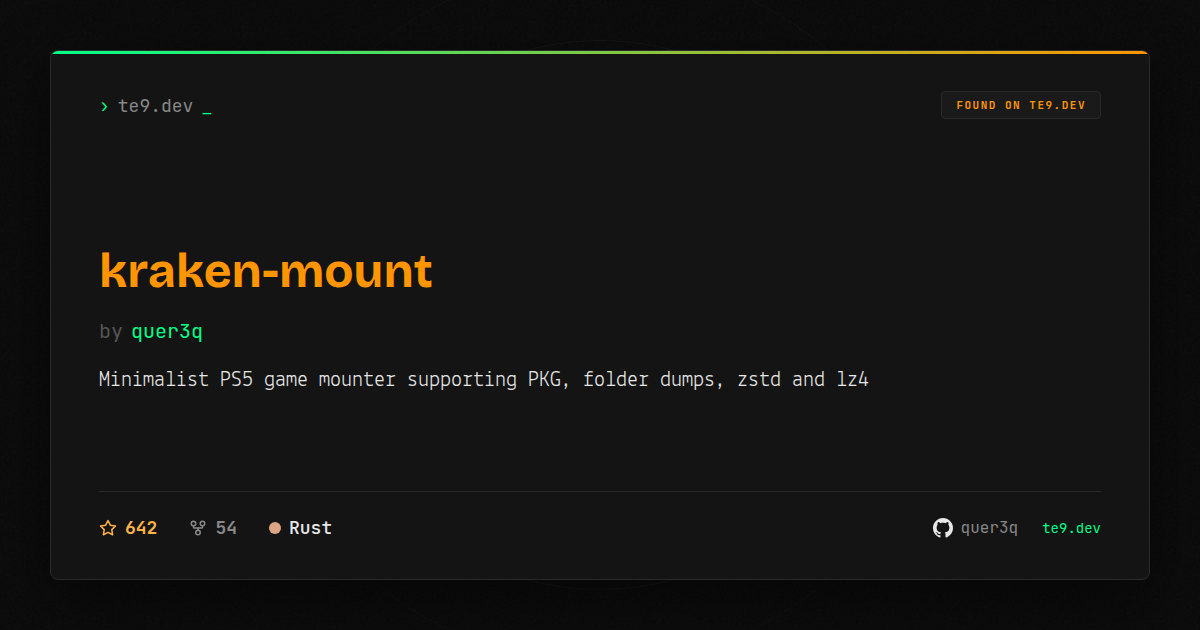 › te9.dev _
FOUND ON TE9.DEV
kraken-mount
by quer3q
Minimalist PS5 game mounter supporting PKG, folder dumps, zstd and lz4
642 54 Rust
quer3q te9.dev